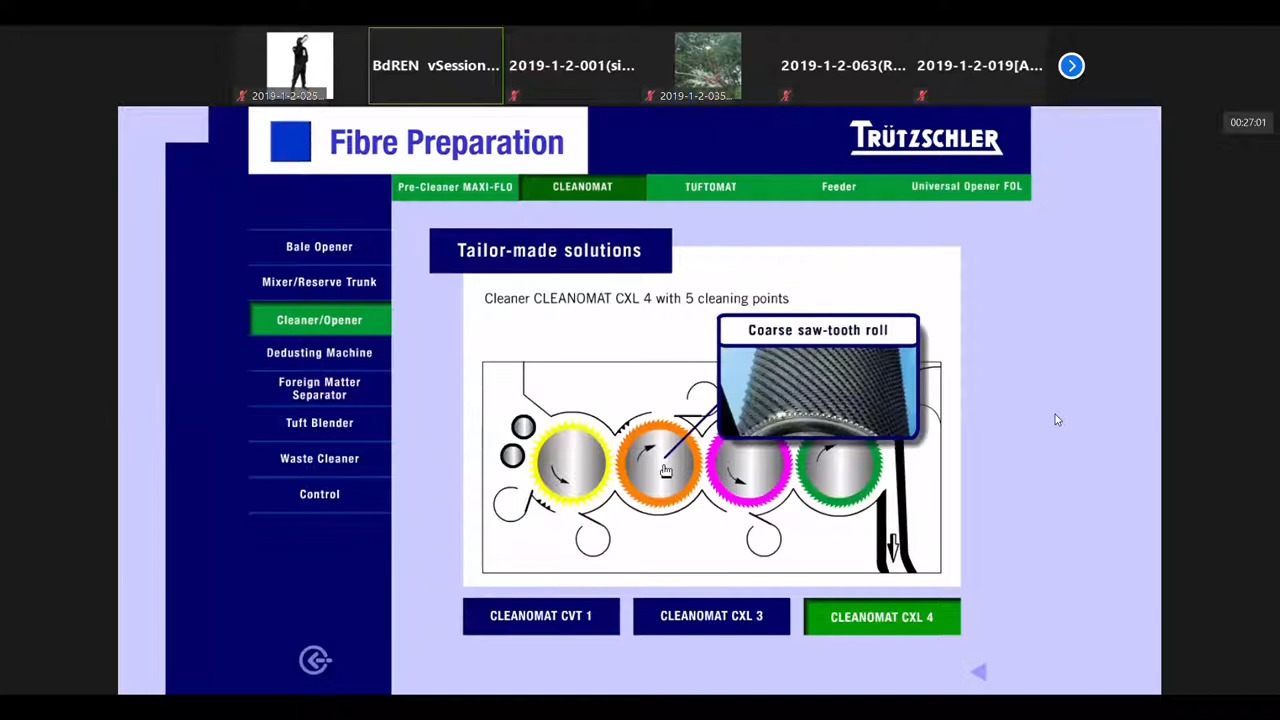 BdREN vSession...
2019-1-2-001(si...
2019-1-2-063(R...
2019-1-2-019[A...
2019-1-2-025...
2019-1-2-035...
00:27:01
Fibre Preparation
TRÜTZSCHLER
Pre-Cleaner MAXI-FLO
CLEANOMAT
TUFTOMAT
Feeder
Universal Opener FOL
Bale Opener
Mixer/Reserve Trunk
Cleaner/Opener
Dedusting Machine
Foreign Matter
Separator
Tuft Blender
Waste Cleaner
Control
Tailor-made solutions
Cleaner CLEANOMAT CXL 4 with 5 cleaning points
Coarse saw-tooth roll
CLEANOMAT CVT 1
CLEANOMAT CXL 3
CLEANOMAT CXL 4